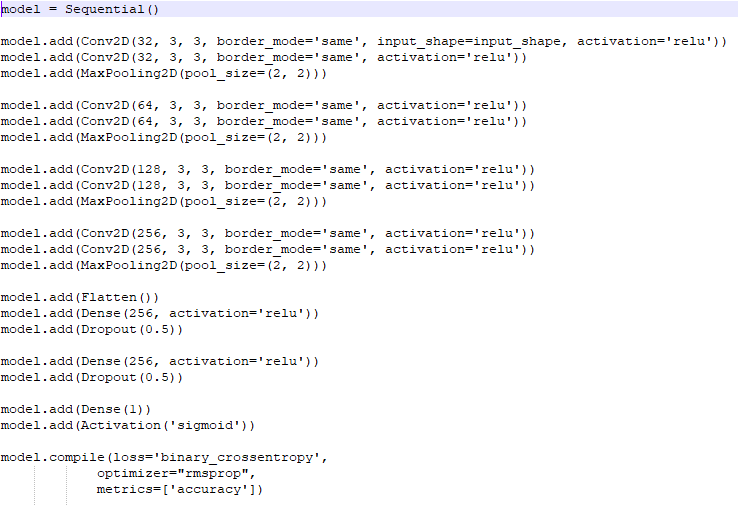 model = Sequential()
model.add(Conv2D(32, 3, 3, border_mode='same', input_shape=input_shape, activation='relu'))
model.add(Conv2D(32, 3, 3, border_mode='same', activation='relu'))
model.add(MaxPooling2D(pool_size=(2, 2)))
model.add(Conv2D(64, 3, 3, border_mode='same', activation='relu'))
model.add(Conv2D(64, 3, 3, border_mode='same', activation='relu'))
model.add(MaxPooling2D(pool_size=(2, 2)))
model.add(Conv2D(128, 3, 3, border_mode='same', activation='relu'))
model.add(Conv2D(128, 3, 3, border_mode='same', activation='relu'))
model.add(MaxPooling2D(pool_size=(2, 2)))
model.add(Conv2D(256, 3, 3, border_mode='same', activation='relu'))
model.add(Conv2D(256, 3, 3, border_mode='same', activation='relu'))
model.add(MaxPooling2D(pool_size=(2, 2)))
model.add(Flatten())
model.add(Dense(256, activation='relu'))
model.add(Dropout(0.5))
model.add(Dense(256, activation='relu'))
model.add(Dropout(0.5))
model.add(Dense(1))
model.add(Activation('sigmoid'))
model.compile(loss='binary_crossentropy',
            optimizer="rmsprop",
            metrics=['accuracy'])